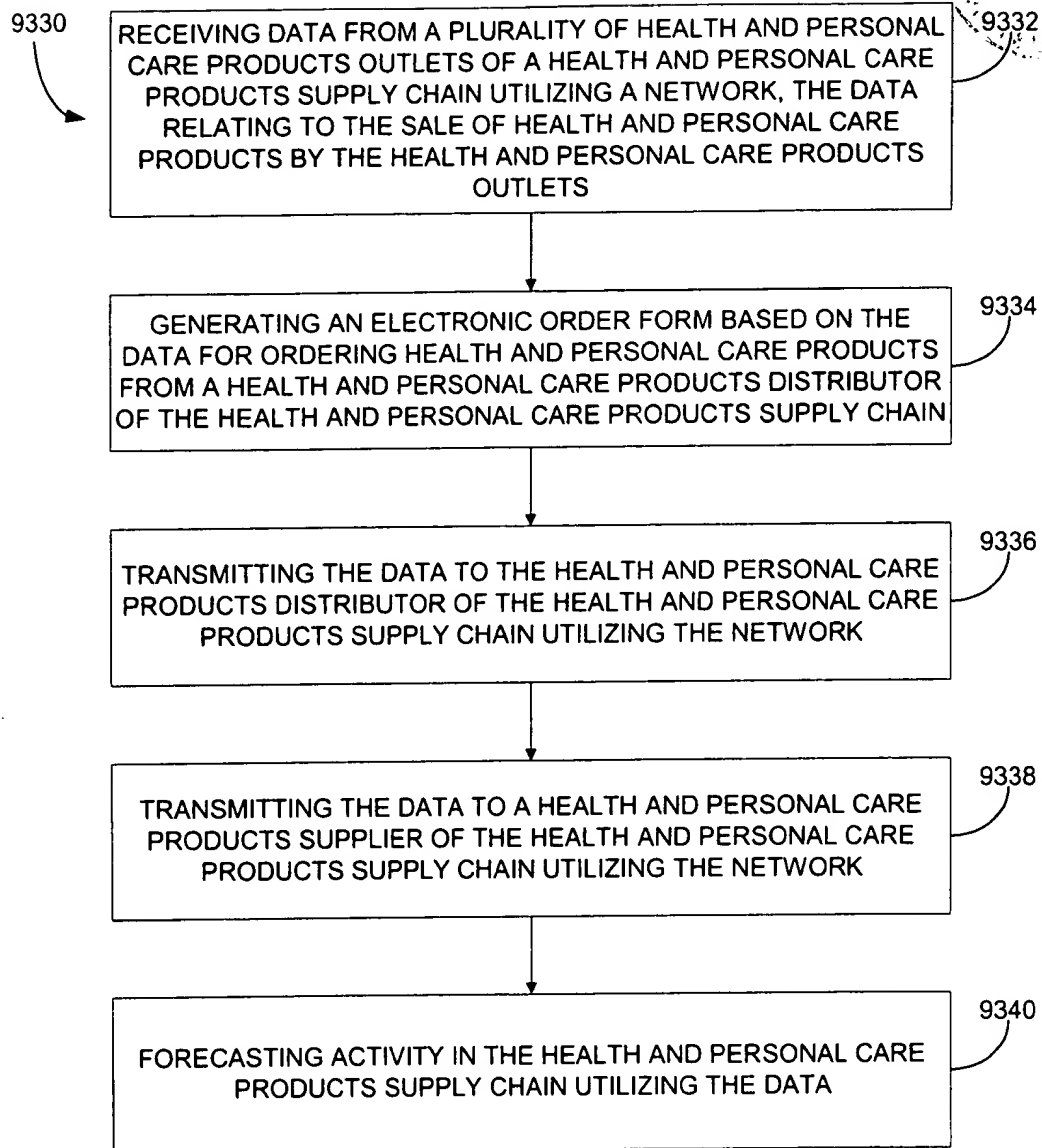 9330
9332
RECEIVING DATA FROM A PLURALITY OF HEALTH AND PERSONAL
CARE PRODUCTS OUTLETS OF A HEALTH AND PERSONAL CARE
PRODUCTS SUPPLY CHAIN UTILIZING A NETWORK, THE DATA
RELATING TO THE SALE OF HEALTH AND PERSONAL CARE
PRODUCTS BY THE HEALTH AND PERSONAL CARE PRODUCTS
OUTLETS
9334
GENERATING AN ELECTRONIC ORDER FORM BASED ON THE
DATA FOR ORDERING HEALTH AND PERSONAL CARE PRODUCTS
FROM A HEALTH AND PERSONAL CARE PRODUCTS DISTRIBUTOR
OF THE HEALTH AND PERSONAL CARE PRODUCTS SUPPLY CHAIN
9336
TRANSMITTING THE DATA TO THE HEALTH AND PERSONAL CARE
PRODUCTS DISTRIBUTOR OF THE HEALTH AND PERSONAL CARE
PRODUCTS SUPPLY CHAIN UTILIZING THE NETWORK
9338
TRANSMITTING THE DATA TO A HEALTH AND PERSONAL CARE
PRODUCTS SUPPLIER OF THE HEALTH AND PERSONAL CARE
PRODUCTS SUPPLY CHAIN UTILIZING THE NETWORK
9340
FORECASTING ACTIVITY IN THE HEALTH AND PERSONAL CARE
PRODUCTS SUPPLY CHAIN UTILIZING THE DATA